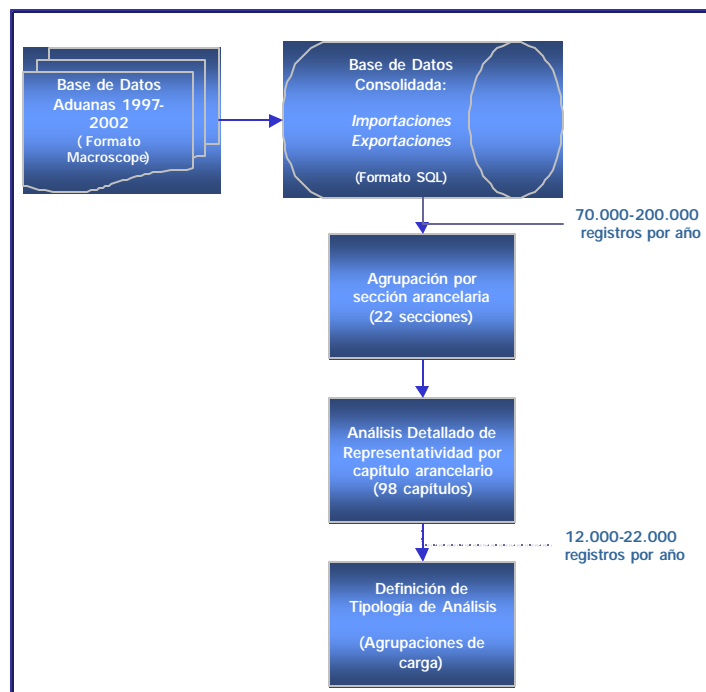 Base de Datos
Aduanas 1997-
2002
( Formato
Macroscope)
Base de Datos
Consolidada:
Importaciones
Exportaciones
(Formato SQL)
70.000-200.000
registros por año
Agrupación por
sección arancelaria
(22 secciones)
Análisis Detallado de
Representatividad por
capítulo arancelario
(98 capítulos)
12.000-22.000
registros por año
Definición de
Tipología de Análisis
(Agrupaciones de
carga)